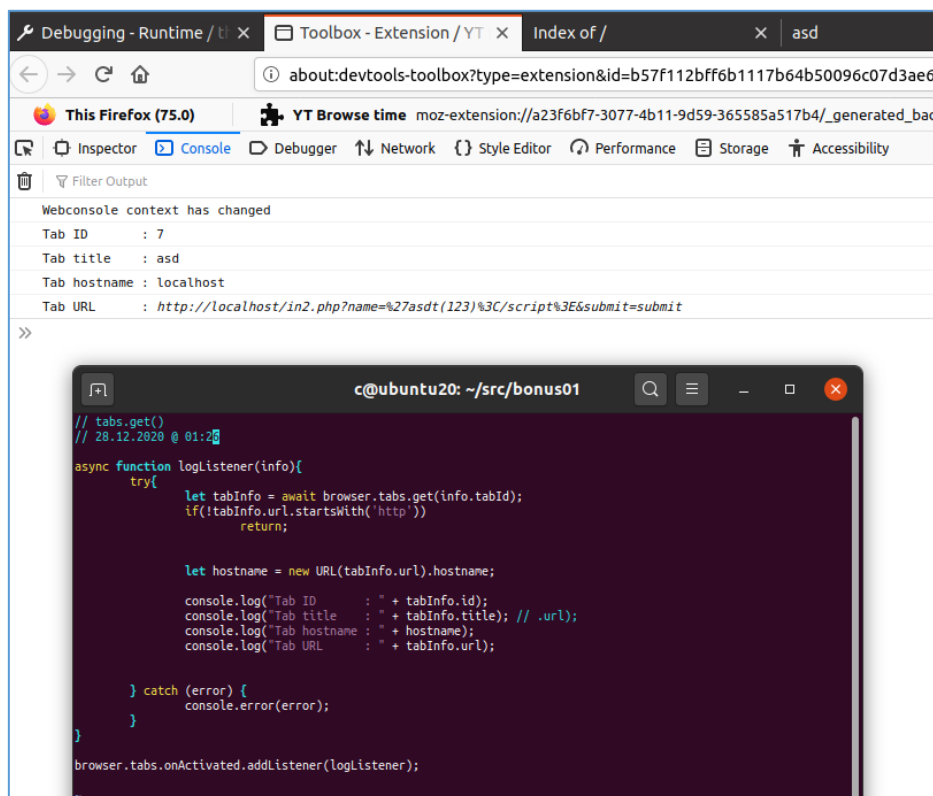 Debugging - Runtime / th
Toolbox - Extension / YT
Index of /
asd
about:devtools-toolbox?type=extension&id=b57f112bff6b1117b64b50096c07d3ae6
This Firefox (75.0)
YT Browse time moz-extension://a23f6bf7-3077-4b11-9d59-365585a517b4/_generated_bac
Inspector Console Debugger Network Style Editor Performance Storage Accessibility
Filter Output
Webconsole context has changed
Tab ID      : 7
Tab title   : asd
Tab hostname : localhost
Tab URL     : http://localhost/in2.php?name=%27asdt(123)%3C/script%3E&submit=submit
c@ubuntu20: ~/src/bonus01
// tabs.get()
// 28.12.2020 @ 01:26
async function logListener(info){
try{
let tabInfo = await browser.tabs.get(info.tabId);
if(!tabInfo.url.startsWith('http'))
return;
let hostname = new URL(tabInfo.url).hostname;
console.log("Tab ID      : " + tabInfo.id);
console.log("Tab title   : " + tabInfo.title); // .url);
console.log("Tab hostname : " + hostname);
console.log("Tab URL     : " + tabInfo.url);
} catch (error) {
console.error(error);
}
}
browser.tabs.onActivated.addListener(logListener);